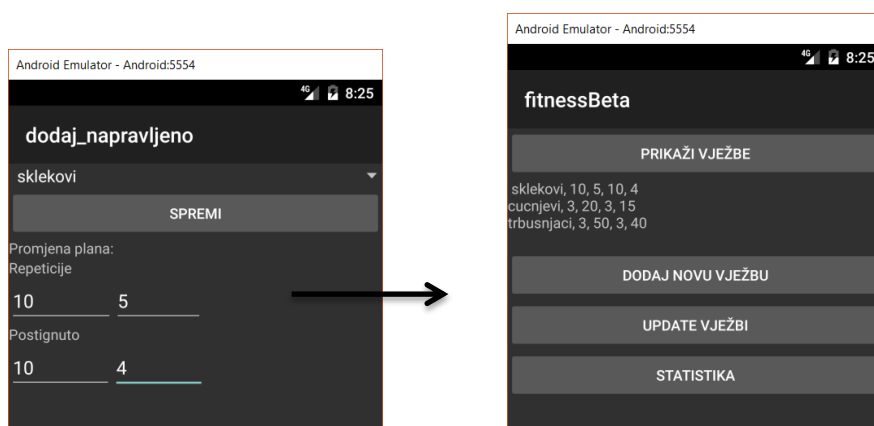 Android Emulator - Android:5554
4G 8:25
dodaj_napravljeno
sklekovi
SPREMI
Promjena plana:
Repeticije
10 5
Postignuto
10 4
Android Emulator - Android:5554
4G 8:25
fitnessBeta
PRIKAŽI VJEŽBE
sklekovi, 10, 5, 10, 4
cucnjevi, 3, 20, 3, 15
trbusnjaci, 3, 50, 3, 40
DODAJ NOVU VJEŽBU
UPDATE VJEŽBI
STATISTIKA